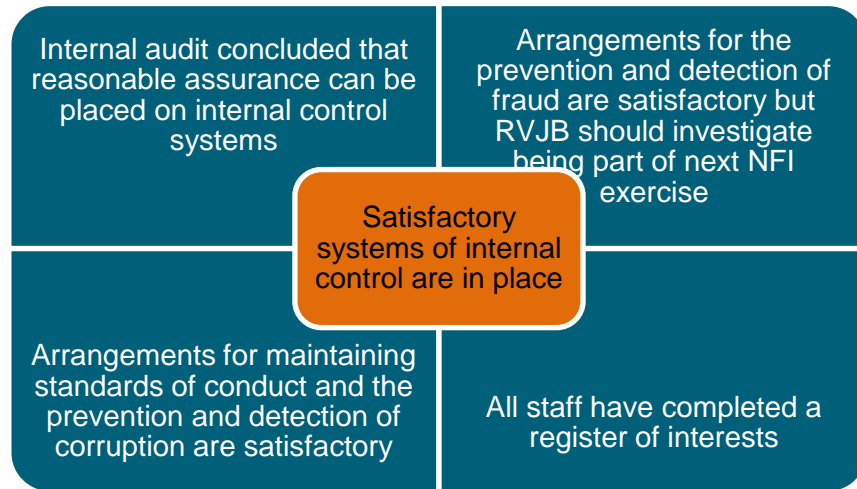 Internal audit concluded that
reasonable assurance can be
placed on internal control
systems
Arrangements for the
prevention and detection of
fraud are satisfactory but
RVJB should investigate
being part of next NFI
exercise
Satisfactory
systems of internal
control are in place
Arrangements for maintaining
standards of conduct and the
prevention and detection of
corruption are satisfactory
All staff have completed a
register of interests